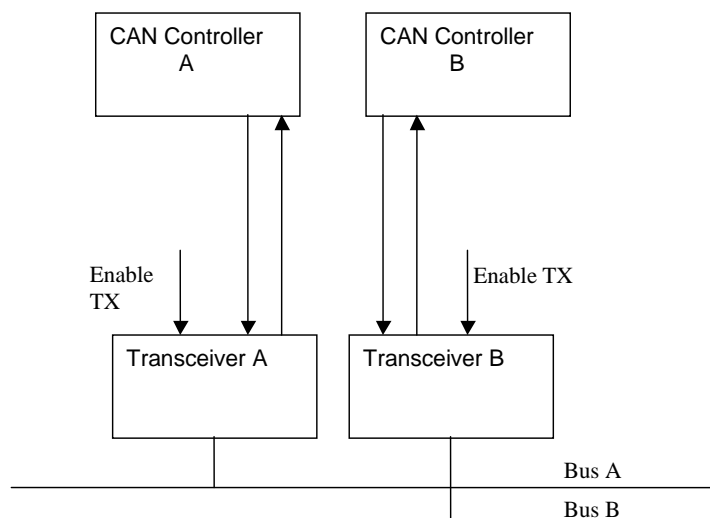 CAN Controller
A
CAN Controller
B
Enable
TX
Enable TX
Transceiver A
Transceiver B
Bus A
Bus B